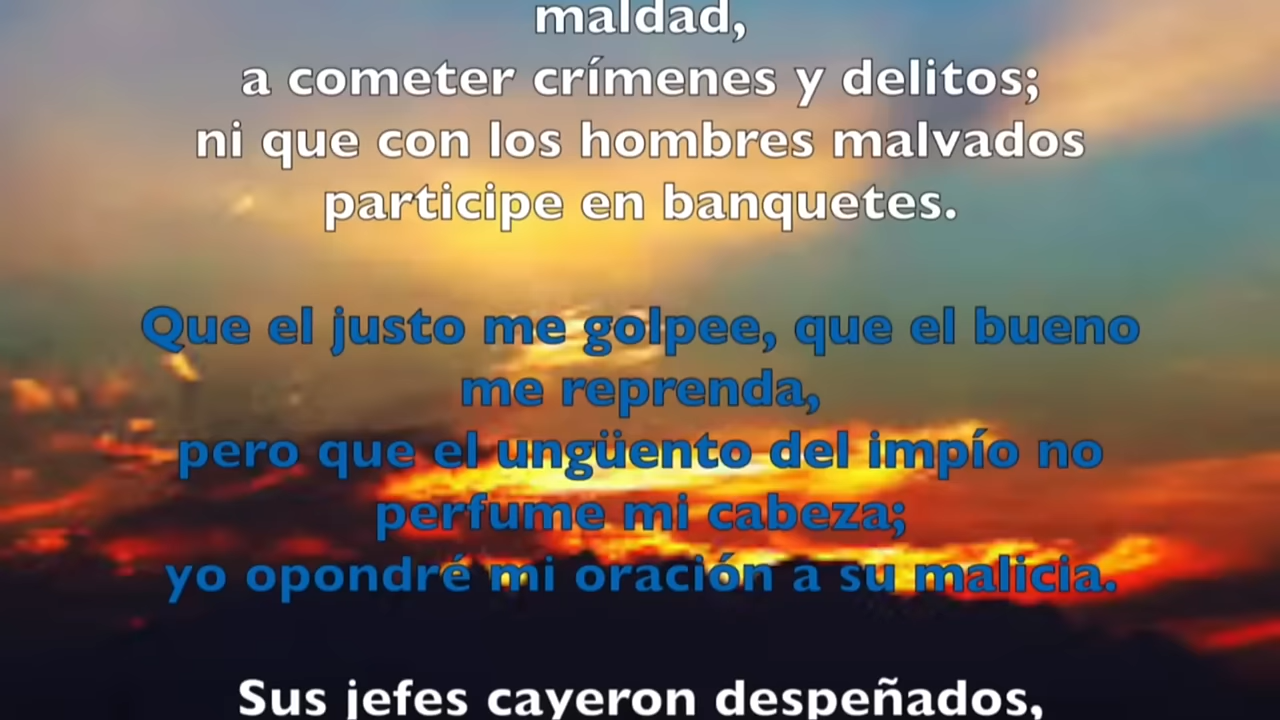 maldad,
a cometer crímenes y delitos;
ni que con los hombres malvados
participe en banquetes.
Que el justo me golpee, que el bueno
me reprenda,
pero que el ungüento del impío no
perfume mi cabeza;
yo opondré mi oración a su malicia.
Sus jefes cayeron despeñados,